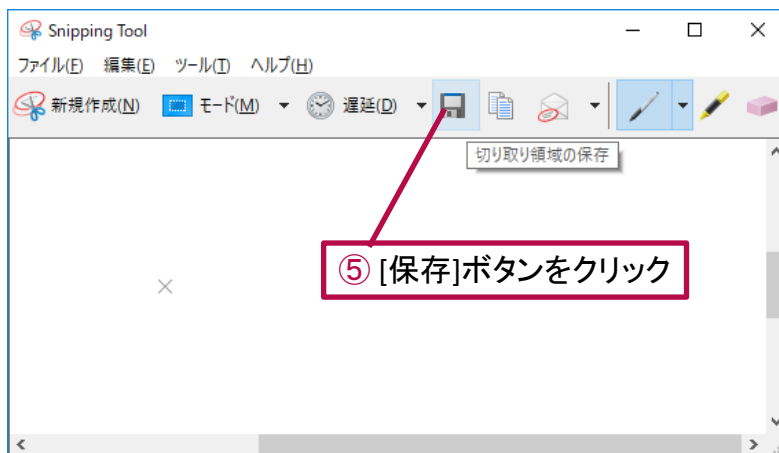 Snipping Tool
ファイル(F) 編集(E) ツール(T) ヘルプ(H)
新規作成(N) モード(M) 遅延(D)
切り取り領域の保存
⑤ [保存]ボタンをクリック